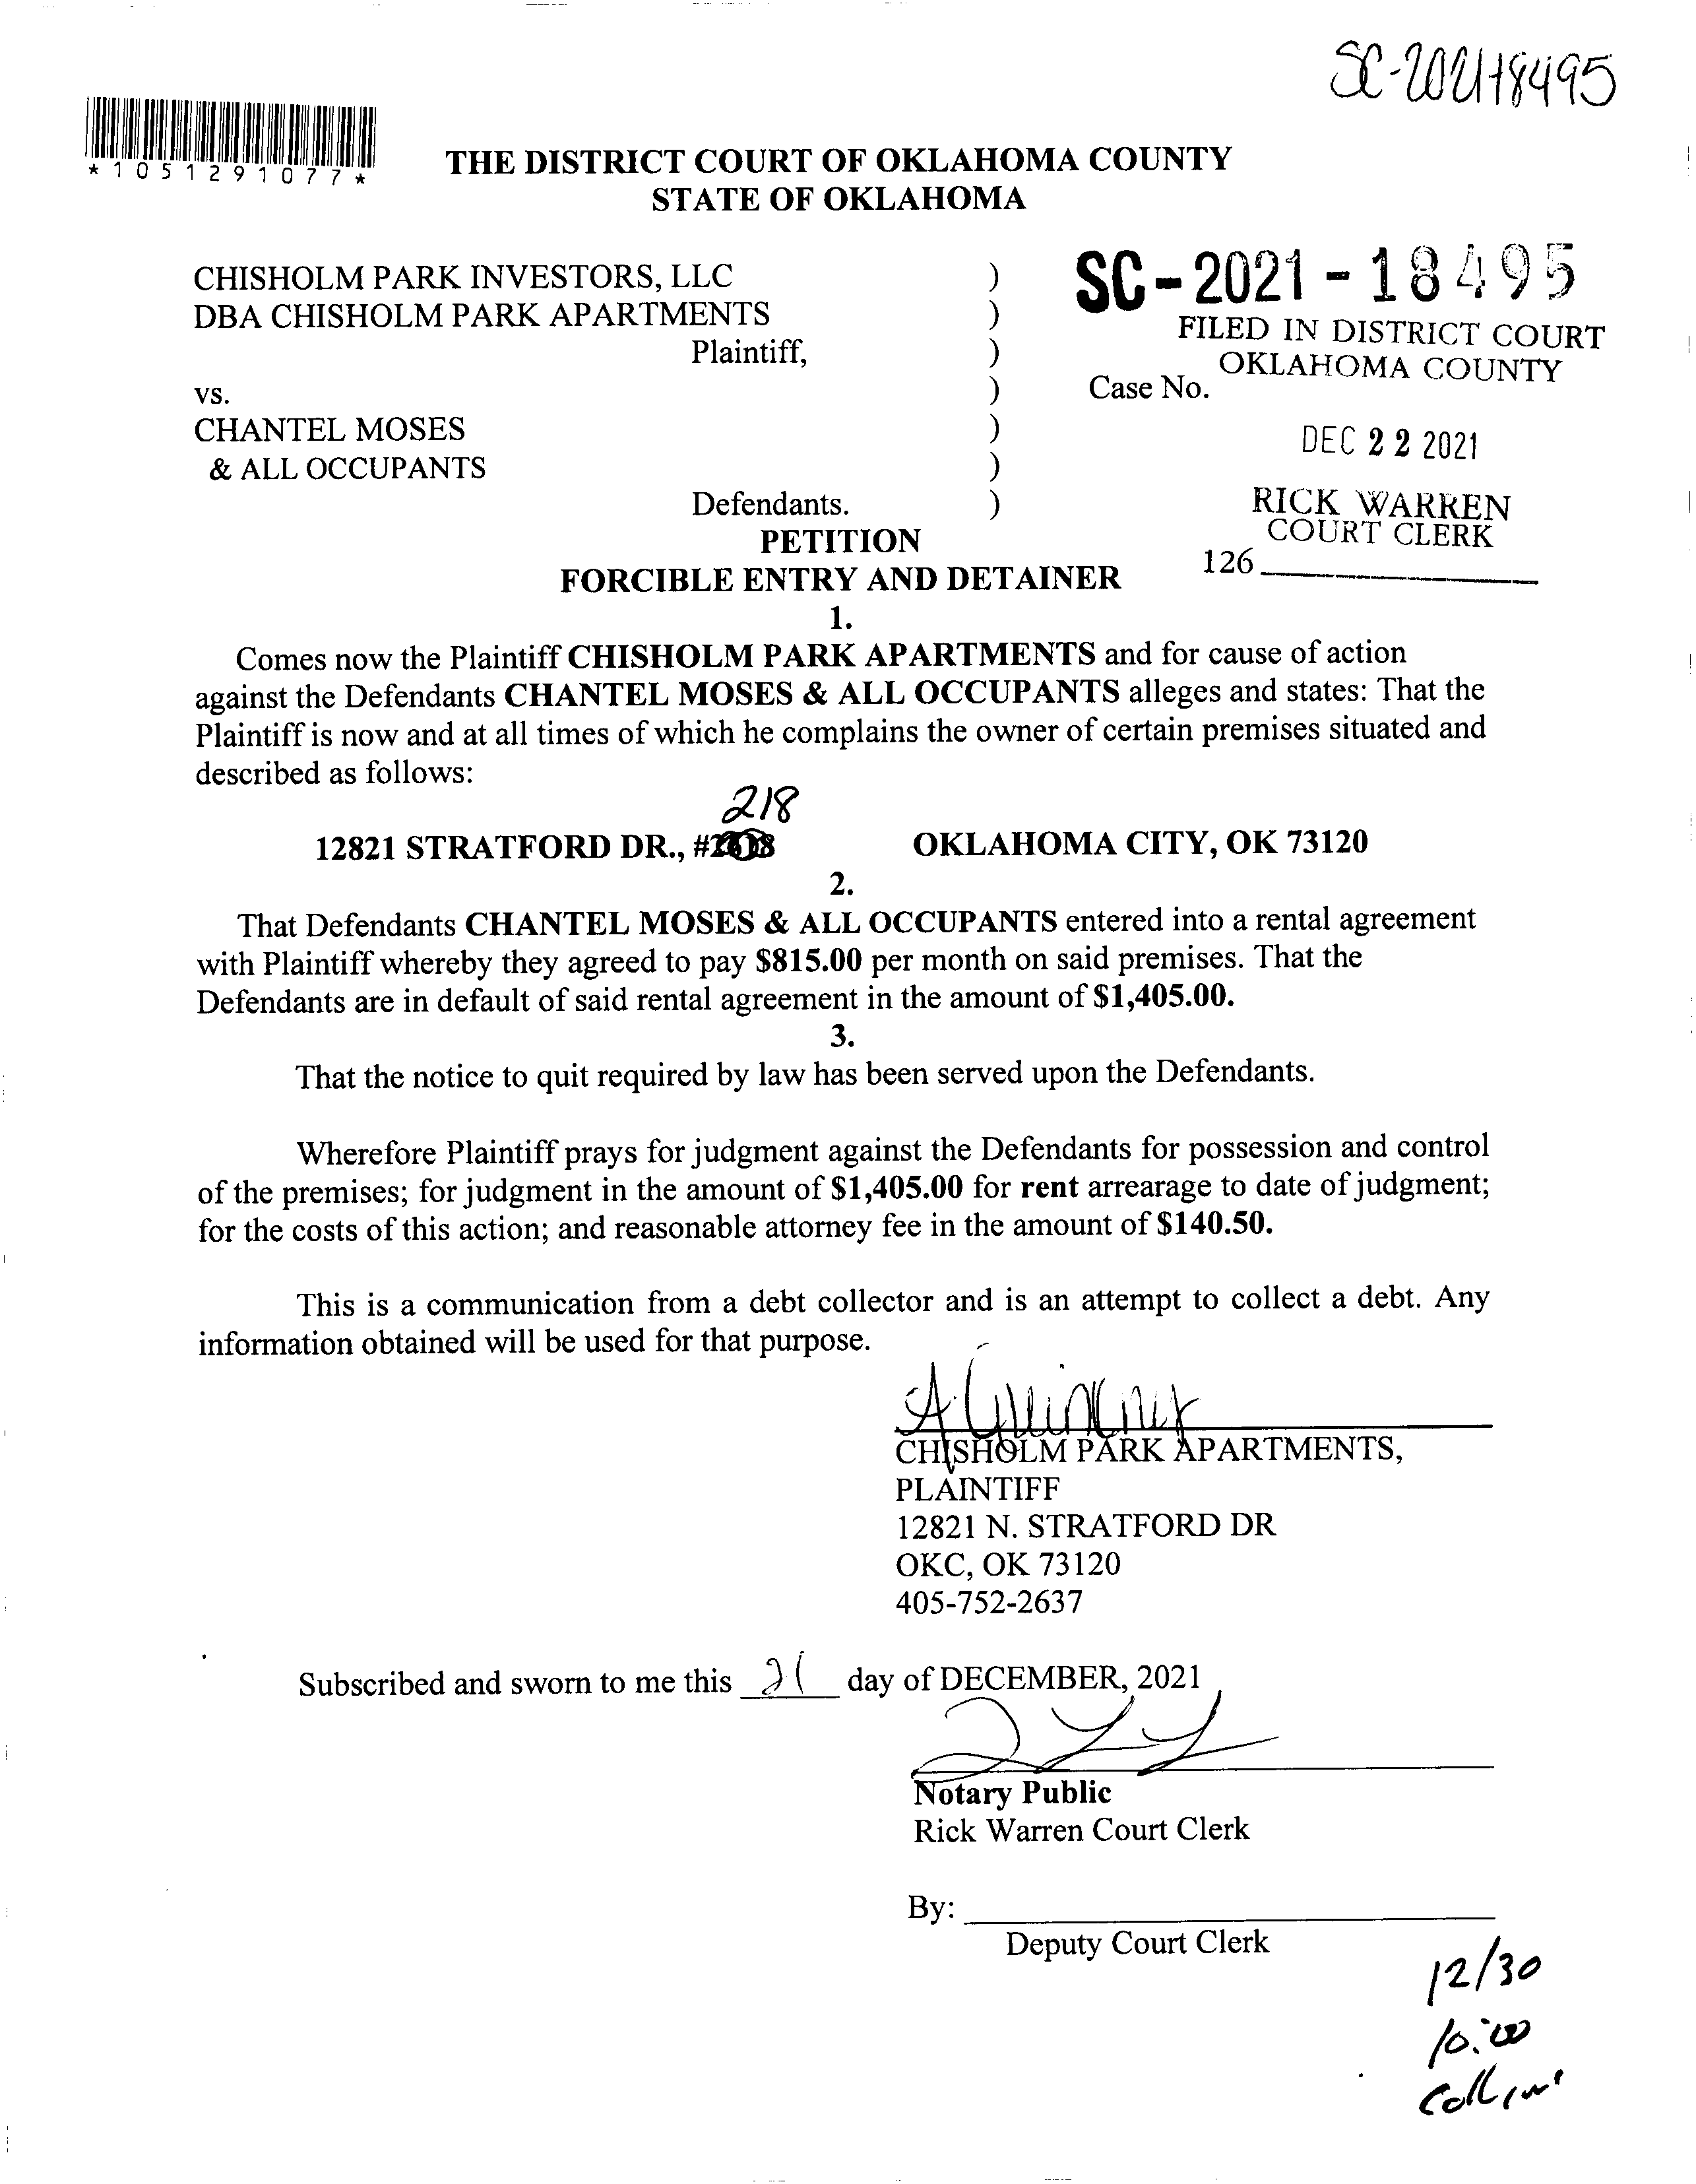 SC-2021-18495
*1051291077*
THE DISTRICT COURT OF OKLAHOMA COUNTY
STATE OF OKLAHOMA
CHISHOLM PARK INVESTORS, LLC )
DBA CHISHOLM PARK APARTMENTS )
Plaintiff, )
vs. )
CHANTEL MOSES )
& ALL OCCUPANTS )
Defendants. )
SC-2021-18495
FILED IN DISTRICT COURT
OKLAHOMA COUNTY
Case No.
DEC 22 2021
RICK WARREN
COURT CLERK
126
PETITION
FORCIBLE ENTRY AND DETAINER
1.
Comes now the Plaintiff CHISHOLM PARK APARTMENTS and for cause of action
against the Defendants CHANTEL MOSES & ALL OCCUPANTS alleges and states: That the
Plaintiff is now and at all times of which he complains the owner of certain premises situated and
described as follows:
218
12821 STRATFORD DR., # OKLAHOMA CITY, OK 73120
2.
That Defendants CHANTEL MOSES & ALL OCCUPANTS entered into a rental agreement
with Plaintiff whereby they agreed to pay $815.00 per month on said premises. That the
Defendants are in default of said rental agreement in the amount of $1,405.00.
3.
That the notice to quit required by law has been served upon the Defendants.
Wherefore Plaintiff prays for judgment against the Defendants for possession and control
of the premises; for judgment in the amount of $1,405.00 for rent arrearage to date of judgment;
for the costs of this action; and reasonable attorney fee in the amount of $140.50.
This is a communication from a debt collector and is an attempt to collect a debt. Any
information obtained will be used for that purpose.
CHISHOLM PARK APARTMENTS,
PLAINTIFF
12821 N. STRATFORD DR
OKC, OK 73120
405-752-2637
Subscribed and sworn to me this 21 day of DECEMBER, 2021
Notary Public
Rick Warren Court Clerk
By:
Deputy Court Clerk
12/30
10:00
Collins